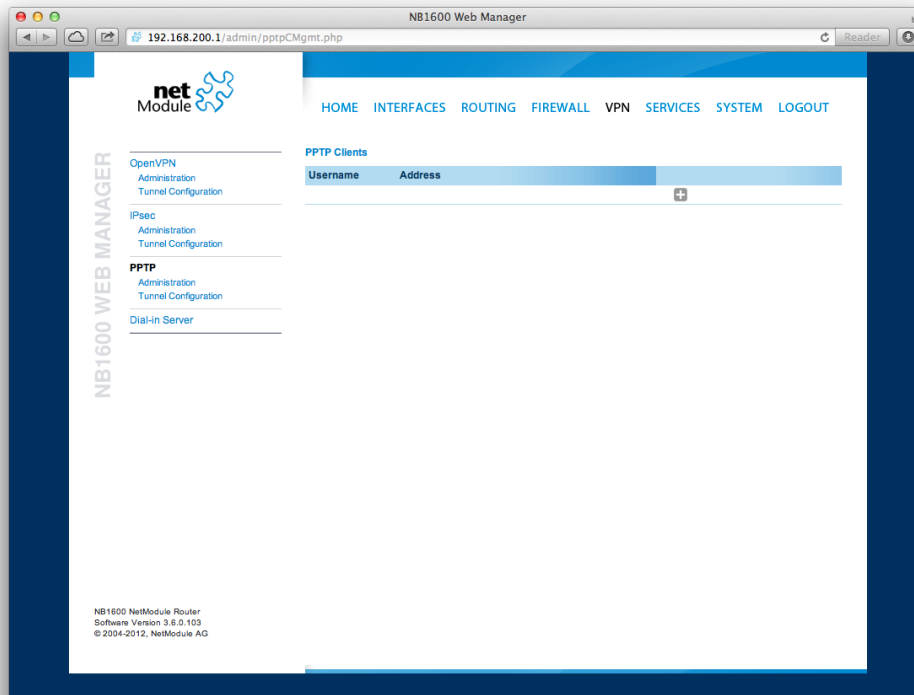 NB1600 Web Manager
192.168.200.1/admin/pptpCMgmt.php
Reader
net
Module
HOME INTERFACES ROUTING FIREWALL VPN SERVICES SYSTEM LOGOUT
NB1600 WEB MANAGER
OpenVPN
Administration
Tunnel Configuration
IPsec
Administration
Tunnel Configuration
PPTP
Administration
Tunnel Configuration
Dial-in Server
PPTP Clients
Username Address
NB1600 NetModule Router
Software Version 3.6.0.103
© 2004-2012, NetModule AG